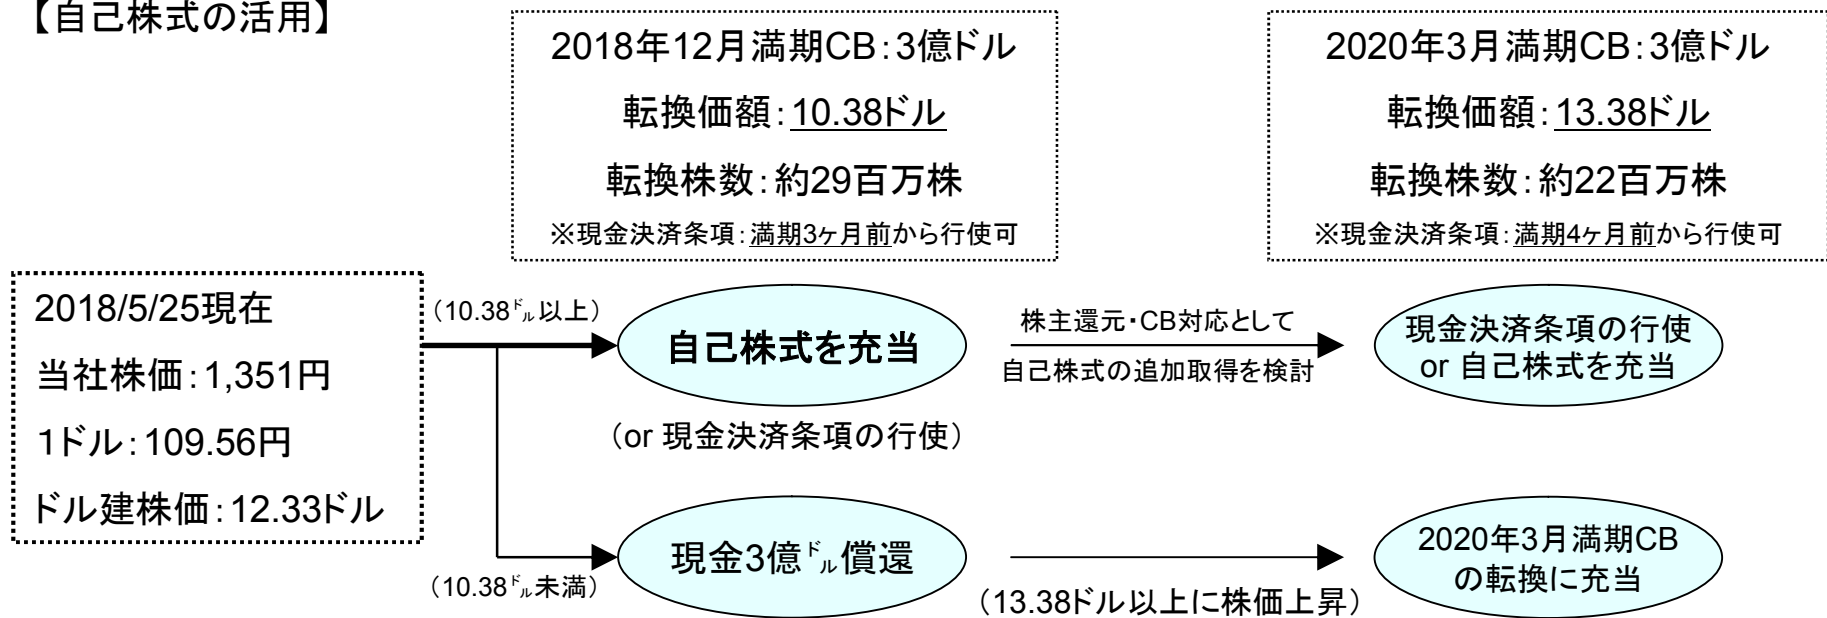 【自己株式の活用】
2018年12月満期CB：3億ドル
転換価額：10.38ドル
転換株数：約29百万株
※現金決済条項：満期3ヶ月前から行使可
2020年3月満期CB：3億ドル
転換価額：13.38ドル
転換株数：約22百万株
※現金決済条項：満期4ヶ月前から行使可
2018/5/25現在
当社株価：1,351円
1ドル：109.56円
ドル建株価：12.33ドル
（10.38㌦以上）
自己株式を充当
（or 現金決済条項の行使）
株主還元・CB対応として
自己株式の追加取得を検討
現金決済条項の行使
or 自己株式を充当
（10.38㌦未満）
現金3億㌦償還
（13.38ドル以上に株価上昇）
2020年3月満期CB
の転換に充当